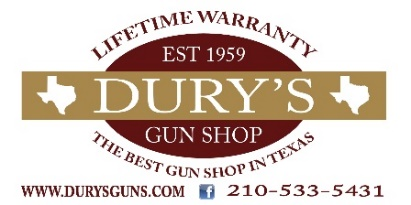 LIFETIME WARRANTY
EST 1959
DURY'S
GUN SHOP
THE BEST GUN SHOP IN TEXAS
WWW.DURYSGUNS.COM f 210-533-5431